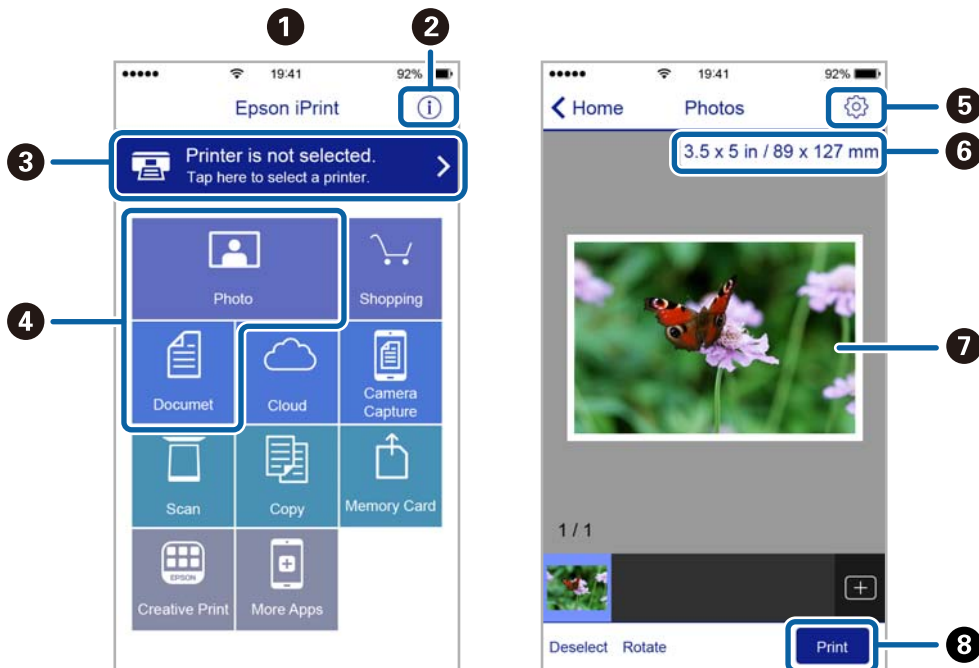 1
2
19:41
92%
Epson iPrint
i
3
Printer is not selected.
Tap here to select a printer.
4
Photo
Shopping
Documet
Cloud
Camera
Capture
Scan
Copy
Memory Card
EPSON
Creative Print
More Apps
19:41
92%
Home
Photos
5
3.5 x 5 in / 89 x 127 mm
6
7
1 / 1
Deselect
Rotate
Print
8